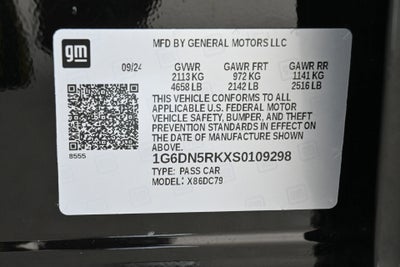 gm
MFD BY GENERAL MOTORS LLC
09/24 GVWR GAWR FRT GAWR RR
2113 KG 972 KG 1141 KG
4658 LB 2142 LB 2516 LB
THIS VEHICLE CONFORMS TO ALL
APPLICABLE U.S. FEDERAL MOTOR
VEHICLE SAFETY, BUMPER, AND THEFT
PREVENTION STANDARDS IN EFFECT ON
THE DATE OF MANUFACTURE SHOWN
ABOVE.
8555
1G6DN5RKXS0109298
TYPE: PASS CAR
MODEL: X86DC79